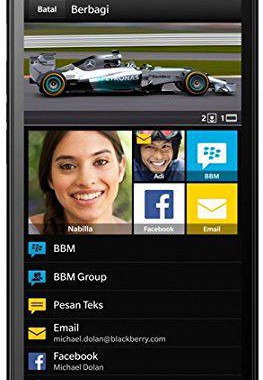 Batal Berbagi
PETRONAS
2 1
Nabilla
Adi
BBM
Facebook
Email
BBM
BBM Group
Pesan Teks
Email
michael.dolan@blackberry.com
Facebook
Michael Dolan